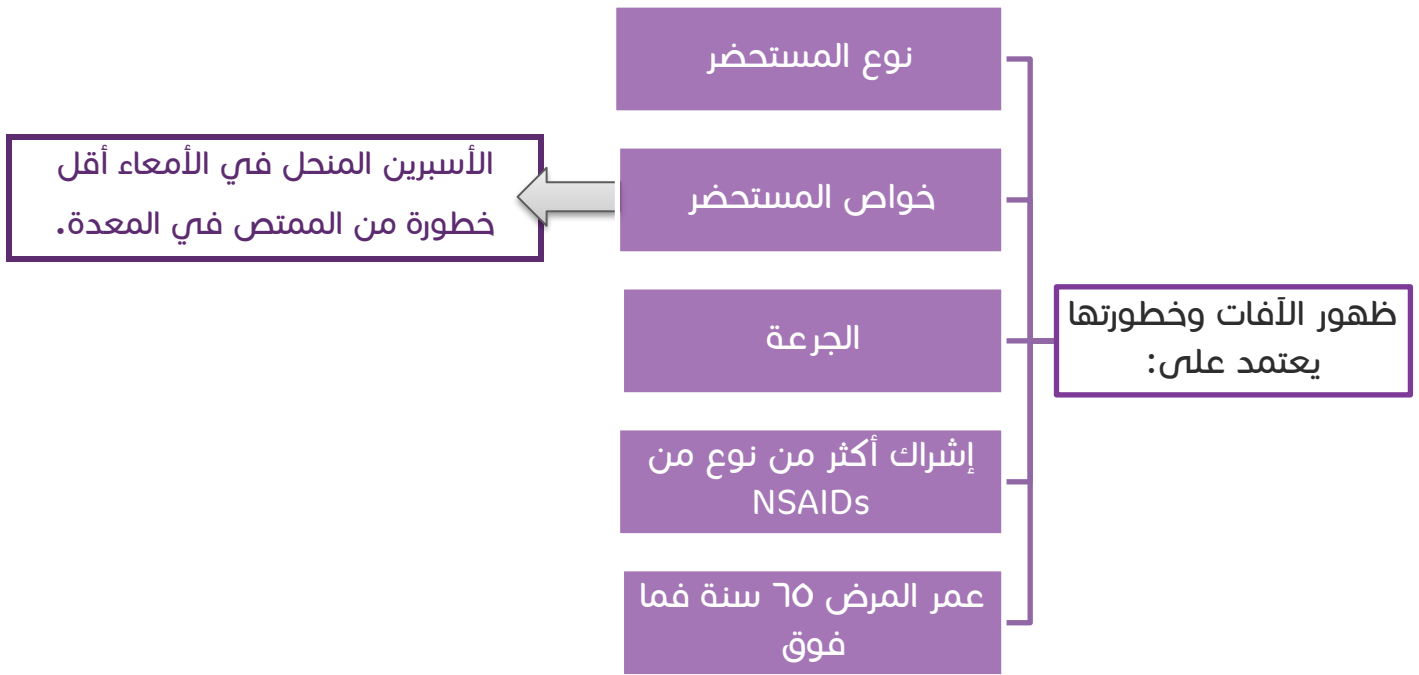 ظهور الآفات وخطورتها
يعتمد على:
نوع المستحضر
خواص المستحضر
الأسبرين المنحل في الأمعاء أقل
خطورة من الممتص في المعدة.
الجرعة
إشراك أكثر من نوع من
NSAIDs
عمر المرض ٦٥ سنة فما
فوق